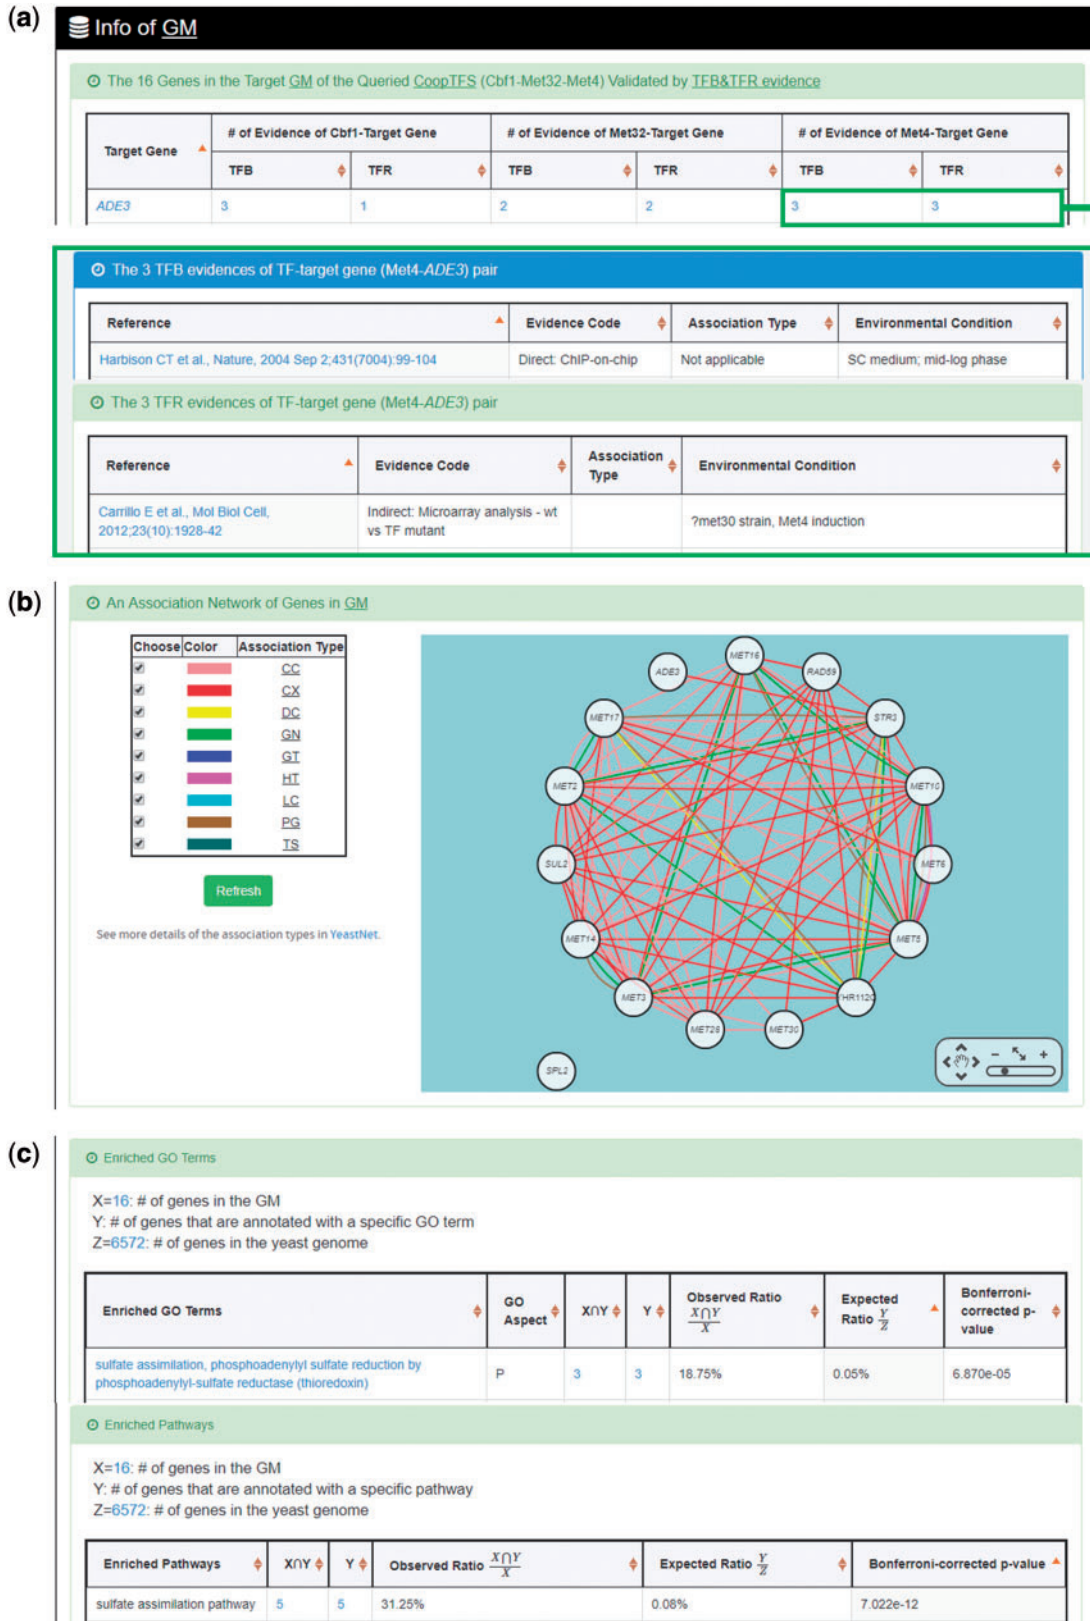 (a)
Info of GM
The 16 Genes in the Target GM of the Queried CoopTFS (Cbf1-Met32-Met4) Validated by TFB&TFR evidence
Target Gene
# of Evidence of Cbf1-Target Gene
# of Evidence of Met32-Target Gene
# of Evidence of Met4-Target Gene
TFB TFR TFB TFR TFB TFR
ADE3 3 1 2 2 3 3
The 3 TFB evidences of TF-target gene (Met4-ADE3) pair
Reference Evidence Code Association Type Environmental Condition
Harbison CT et al., Nature, 2004 Sep 2;431(7004):99-104 Direct: ChIP-on-chip Not applicable SC medium; mid-log phase
The 3 TFR evidences of TF-target gene (Met4-ADE3) pair
Reference Evidence Code Association Type Environmental Condition
Carrillo E et al., Mol Biol Cell, 2012;23(10):1928-42
Indirect: Microarray analysis - wt vs TF mutant
?met30 strain, Met4 induction
(b)
An Association Network of Genes in GM
Choose Color Association Type
CC
CX
DC
GN
GT
HT
LC
PG
TS
Refresh
See more details of the association types in YeastNet.
MET16
ADE3
RAD59
MET17
STR3
MET2
MET10
SUL2
MET6
MET14
MET5
MET3
YHR112C
MET28
MET30
SPL2
(c)
Enriched GO Terms
X=16: # of genes in the GM
Y: # of genes that are annotated with a specific GO term
Z=6572: # of genes in the yeast genome
Enriched GO Terms
GO Aspect
X∩Y
Y
Observed Ratio X∩Y/X
Expected Ratio Y/Z
Bonferroni-corrected p-value
sulfate assimilation, phosphoadenylyl sulfate reduction by
phosphoadenylyl-sulfate reductase (thioredoxin)
P 3 3 18.75% 0.05% 6.870e-05
Enriched Pathways
X=16: # of genes in the GM
Y: # of genes that are annotated with a specific pathway
Z=6572: # of genes in the yeast genome
Enriched Pathways X∩Y Y Observed Ratio X∩Y/X Expected Ratio Y/Z Bonferroni-corrected p-value
sulfate assimilation pathway 5 5 31.25% 0.08% 7.022e-12